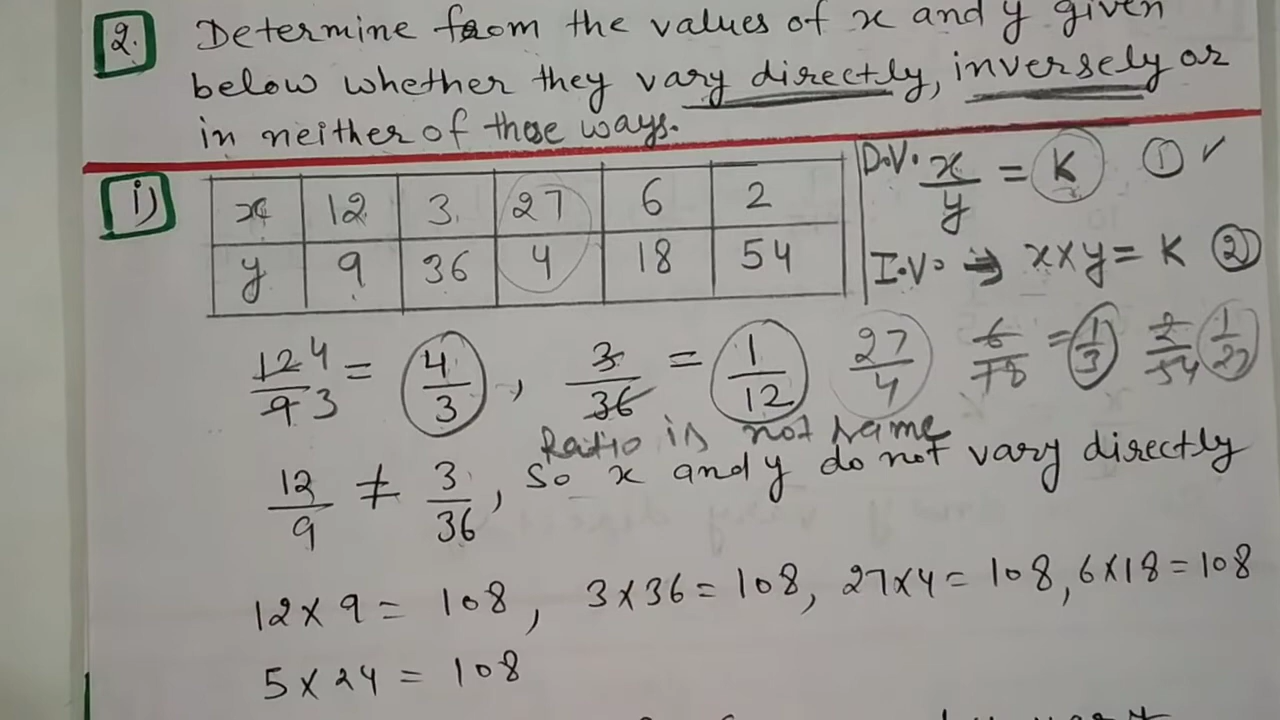 2. Determine from the values of x and y given
below whether they vary directly, inversely or
in neither of those ways.
i) x 12 3 27 6 2
y 9 36 4 18 54
D.V. x/y = K ① ✓
I.V. ⇒ x×y = K ②
12/9 4/3 = 4/3, 3/36 = 1/12 27/4 6/18 = 1/3 2/54 1/27
Ratio is not same
12/9 ≠ 3/36, so x and y do not vary directly
12 × 9 = 108, 3 × 36 = 108, 27 × 4 = 108, 6 × 18 = 108
5 × 24 = 108